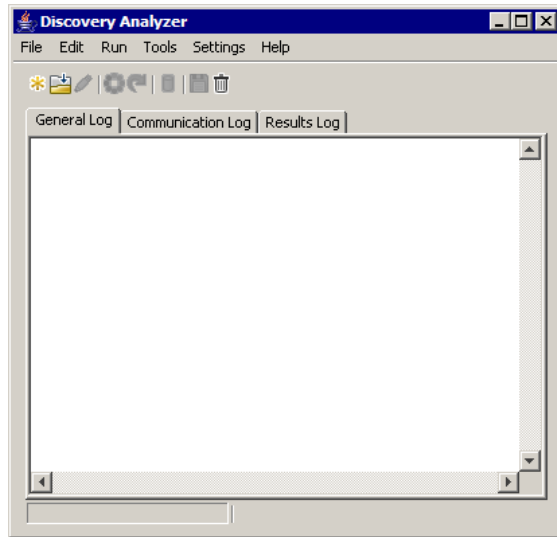 Discovery Analyzer
File Edit Run Tools Settings Help
General Log Communication Log Results Log